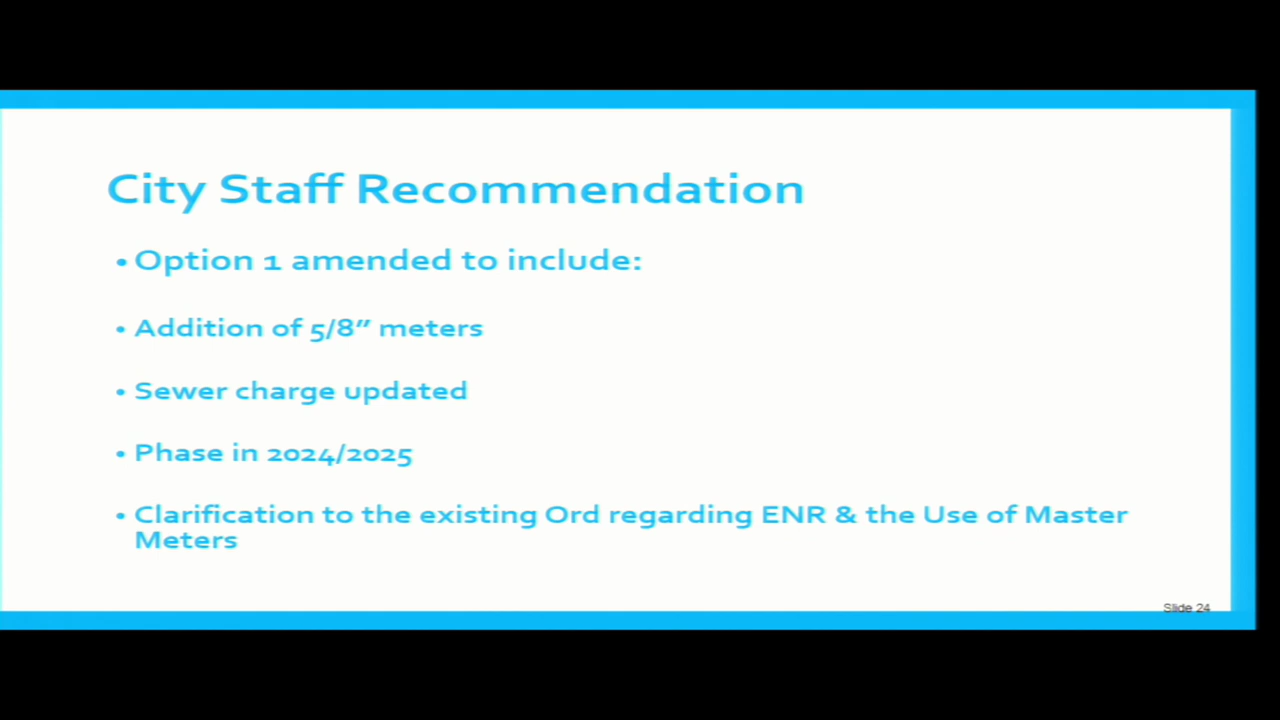 City Staff Recommendation
• Option 1 amended to include:
• Addition of 5/8” meters
• Sewer charge updated
• Phase in 2024/2025
• Clarification to the existing Ord regarding ENR & the Use of Master
Meters
Slide 24